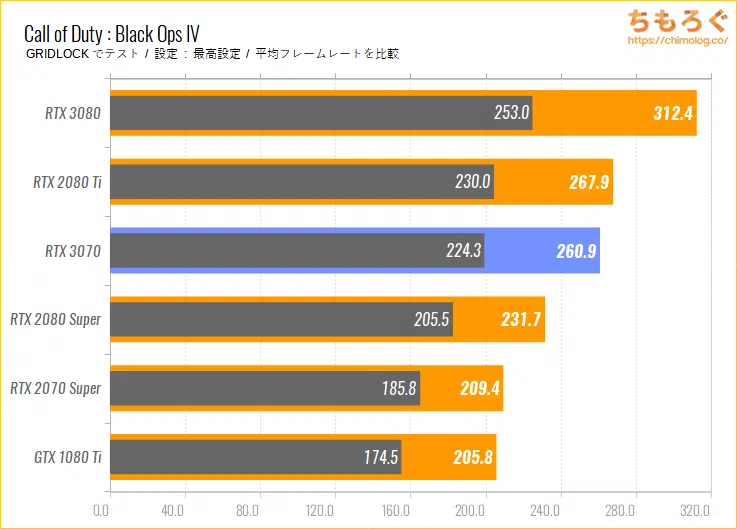 Call of Duty : Black Ops IV
GRIDLOCK でテスト / 設定 : 最高設定 / 平均フレームレートを比較
ちもろぐ
https://chimolog.co/
RTX 3080 253.0 312.4
RTX 2080 Ti 230.0 267.9
RTX 3070 224.3 260.9
RTX 2080 Super 205.5 231.7
RTX 2070 Super 185.8 209.4
GTX 1080 Ti 174.5 205.8
0.0 40.0 80.0 120.0 160.0 200.0 240.0 280.0 320.0